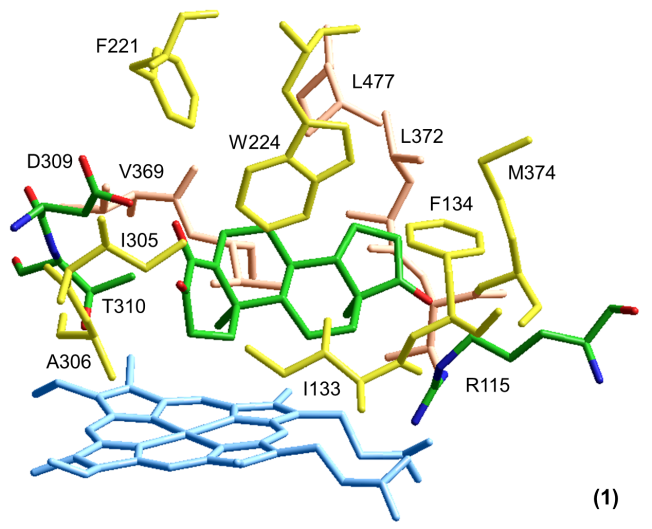 F221
L477
L372
W224
D309
V369
M374
F134
I305
T310
A306
I133
R115
(1)